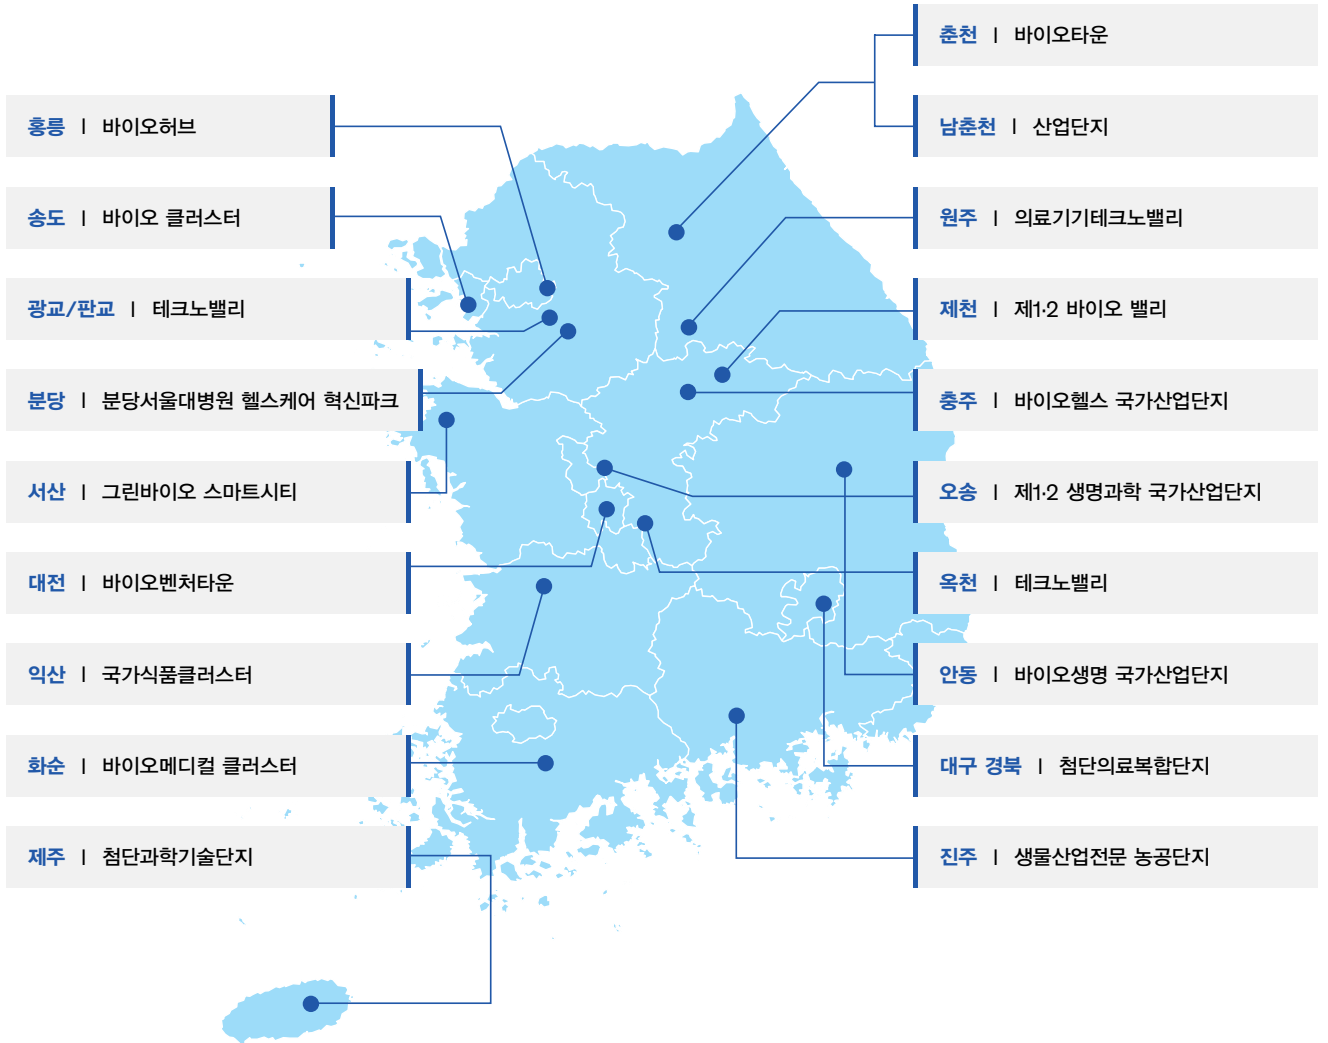 홍릉 | 바이오허브
송도 | 바이오 클러스터
광교/판교 | 테크노밸리
분당 | 분당서울대병원 헬스케어 혁신파크
서산 | 그린바이오 스마트시티
대전 | 바이오벤처타운
익산 | 국가식품클러스터
화순 | 바이오메디컬 클러스터
제주 | 첨단과학기술단지
춘천 | 바이오타운
남춘천 | 산업단지
원주 | 의료기기테크노밸리
제천 | 제1·2 바이오 밸리
충주 | 바이오헬스 국가산업단지
오송 | 제1·2 생명과학 국가산업단지
옥천 | 테크노밸리
안동 | 바이오생명 국가산업단지
대구 경북 | 첨단의료복합단지
진주 | 생물산업전문 농공단지